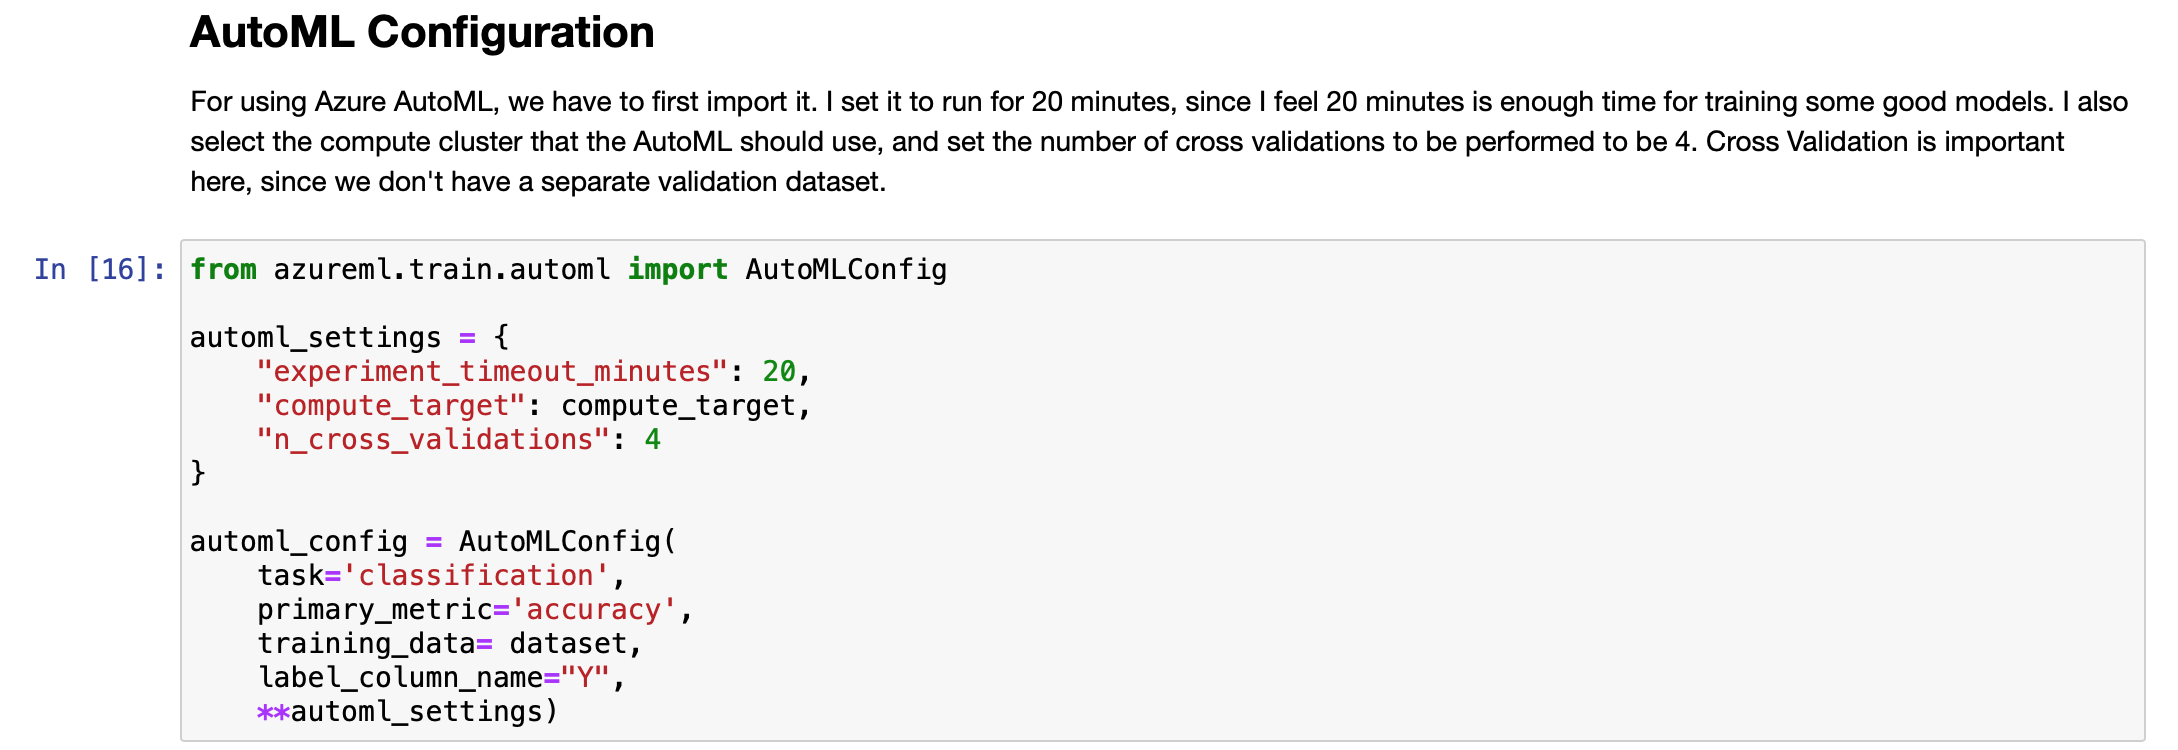 AutoML Configuration
For using Azure AutoML, we have to first import it. I set it to run for 20 minutes, since I feel 20 minutes is enough time for training some good models. I also
select the compute cluster that the AutoML should use, and set the number of cross validations to be performed to be 4. Cross Validation is important
here, since we don't have a separate validation dataset.
In [16]: from azureml.train.automl import AutoMLConfig
automl_settings = {
    "experiment_timeout_minutes": 20,
    "compute_target": compute_target,
    "n_cross_validations": 4
}
automl_config = AutoMLConfig(
    task='classification',
    primary_metric='accuracy',
    training_data= dataset,
    label_column_name="Y",
    **automl_settings)